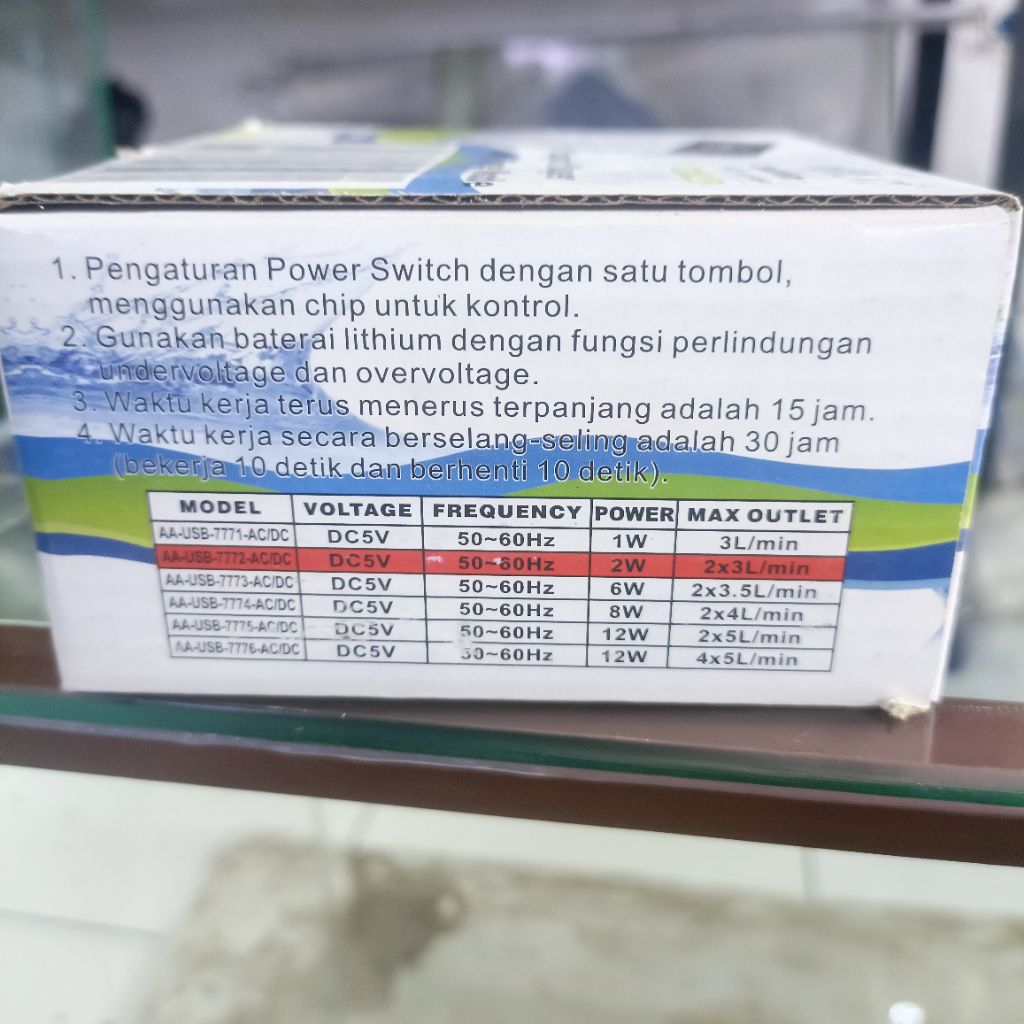 1. Pengaturan Power Switch dengan satu tombol,
menggunakan chip untuk kontrol.
2. Gunakan baterai lithium dengan fungsi perlindungan
undervoltage dan overvoltage.
3. Waktu kerja terus menerus terpanjang adalah 15 jam.
4. Waktu kerja secara berselang-seling adalah 30 jam
(bekerja 10 detik dan berhenti 10 detik).
MODEL VOLTAGE FREQUENCY POWER MAX OUTLET
AA-USB-7771-AC/DC DC5V 50~60Hz 1W 3L/min
AA-USB-7772-AC/DC DC5V 50~60Hz 2W 2x3L/min
AA-USB-7773-AC/DC DC5V 50~60Hz 6W 2x3.5L/min
AA-USB-7774-AC/DC DC5V 50~60Hz 8W 2x4L/min
AA-USB-7775-AC/DC DC5V 50~60Hz 12W 2x5L/min
AA-USB-7776-AC/DC DC5V 50~60Hz 12W 4x5L/min